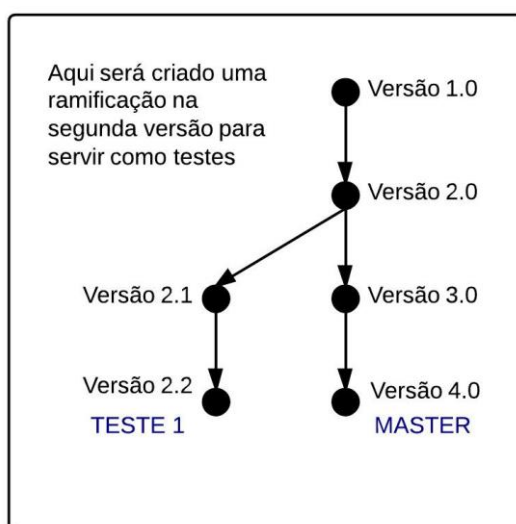 Aqui será criado uma
ramificação na
segunda versão para
servir como testes
Versão 1.0
Versão 2.0
Versão 2.1
Versão 3.0
Versão 2.2
Versão 4.0
TESTE 1
MASTER